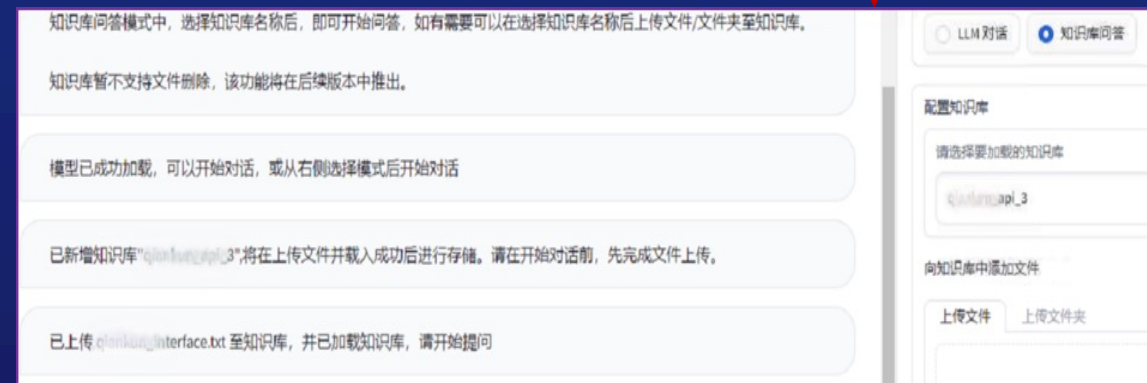 知识库问答模式中，选择知识库名称后，即可开始问答，如有需要可以在选择知识库名称后上传文件/文件夹至知识库。
知识库暂不支持文件删除，该功能将在后续版本中推出。
模型已成功加载，可以开始对话，或从右侧选择模式后开始对话
已新增知识库"_3",将在上传文件并载入成功后进行存储。请在开始对话前，先完成文件上传。
已上传 interface.txt 至知识库，并已加载知识库，请开始提问
LLM 对话
知识库问答
配置知识库
请选择要加载的知识库
api_3
向知识库中添加文件
上传文件
上传文件夹